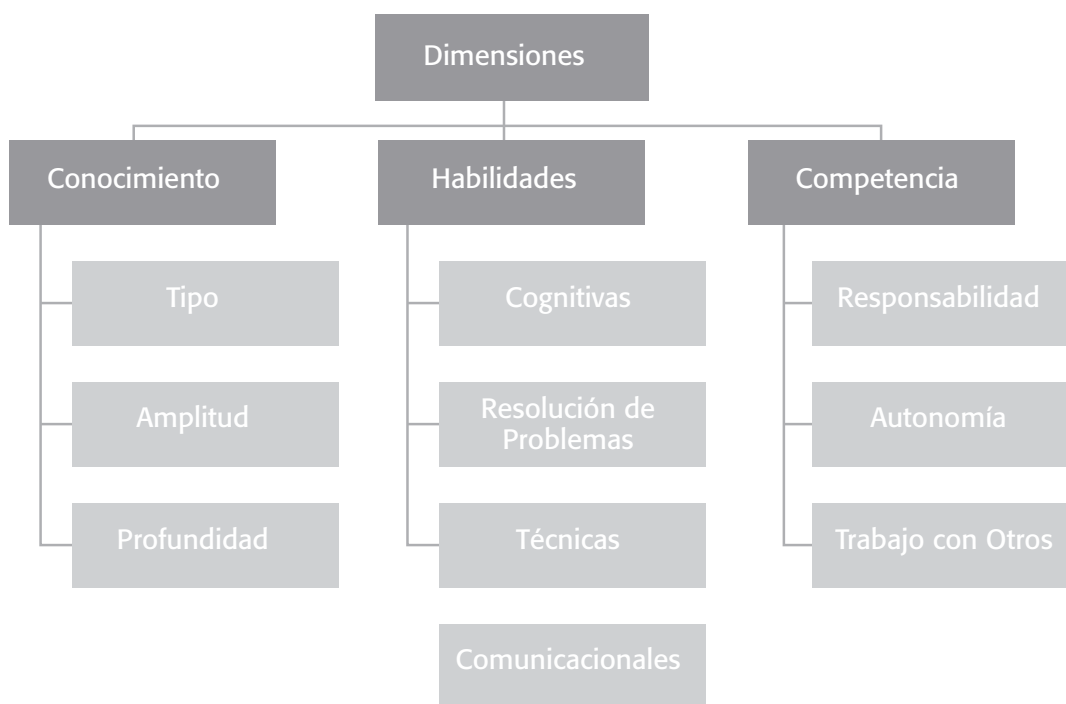 Dimensiones
Conocimiento
Tipo
Amplitud
Profundidad
Habilidades
Cognitivas
Resolución de
Problemas
Técnicas
Comunicacionales
Competencia
Responsabilidad
Autonomía
Trabajo con Otros